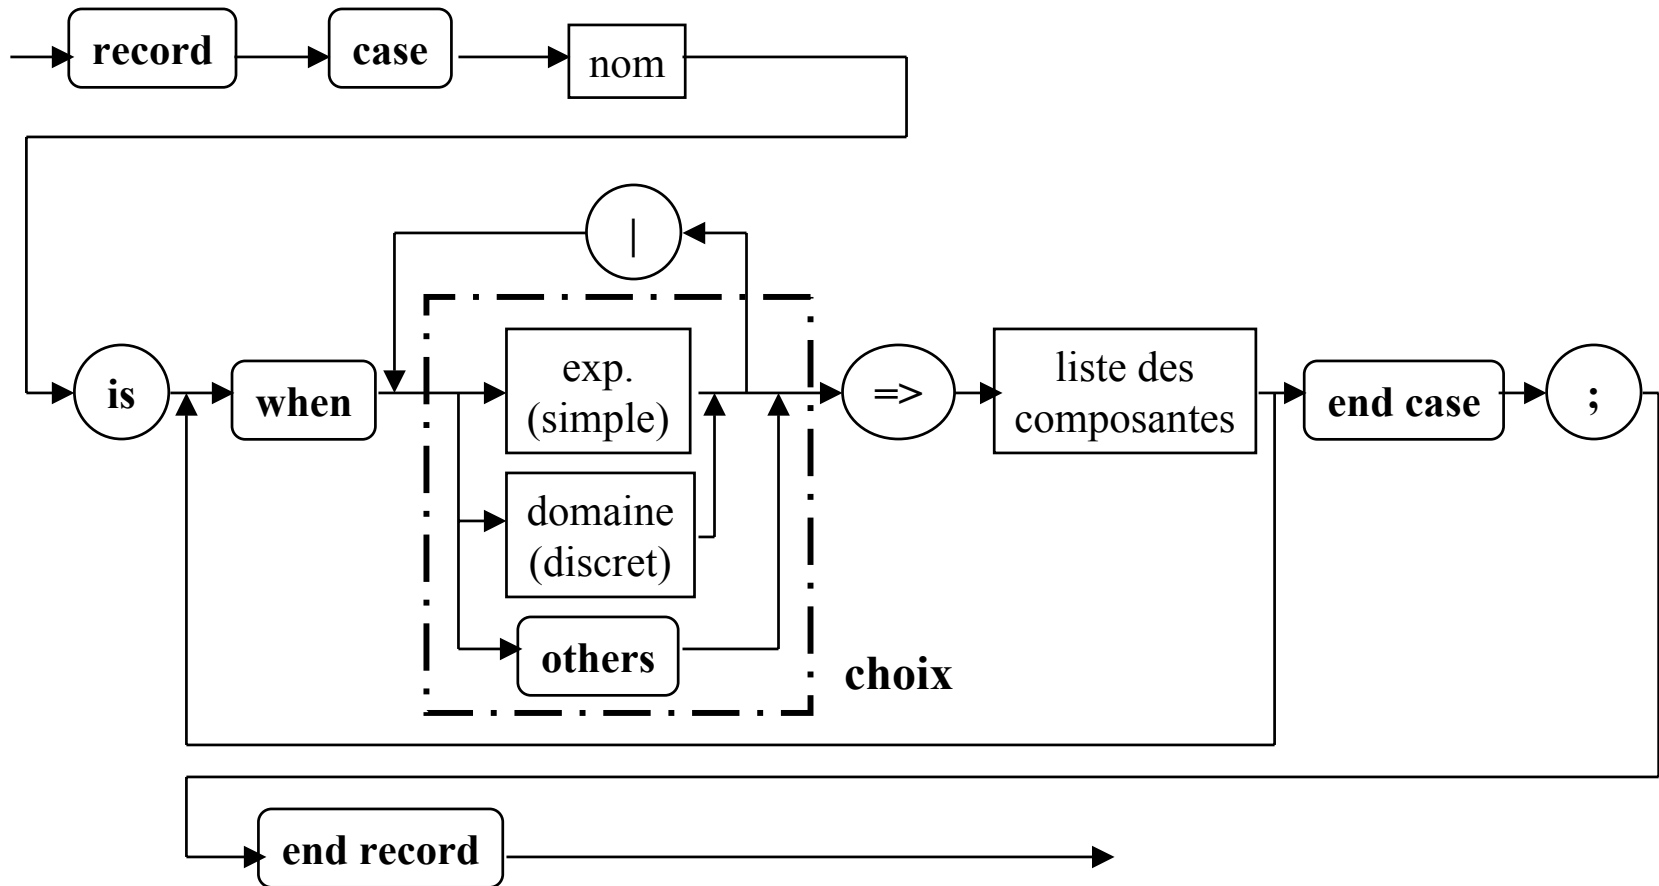 record
case
nom
|
is
when
exp.
(simple)
domaine
(discret)
others
choix
=>
liste des
composantes
end case
;
end record